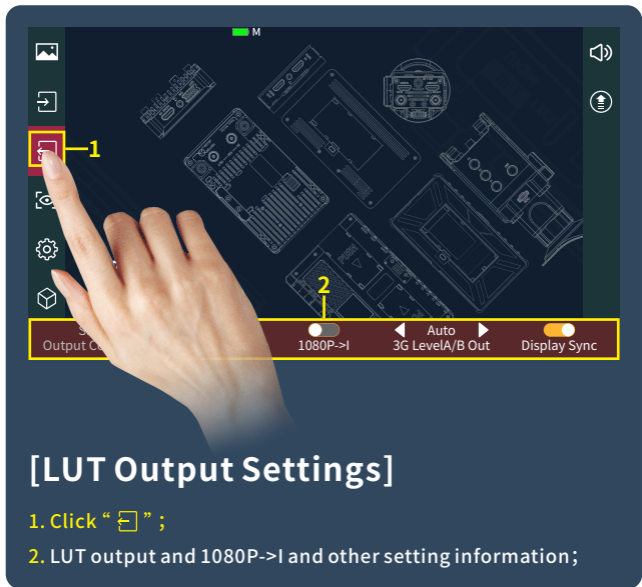 M
1
2
Output
1080P->I
Auto
3G LevelA/B Out
Display Sync
[LUT Output Settings]
1. Click “ ”;
2. LUT output and 1080P->I and other setting information;